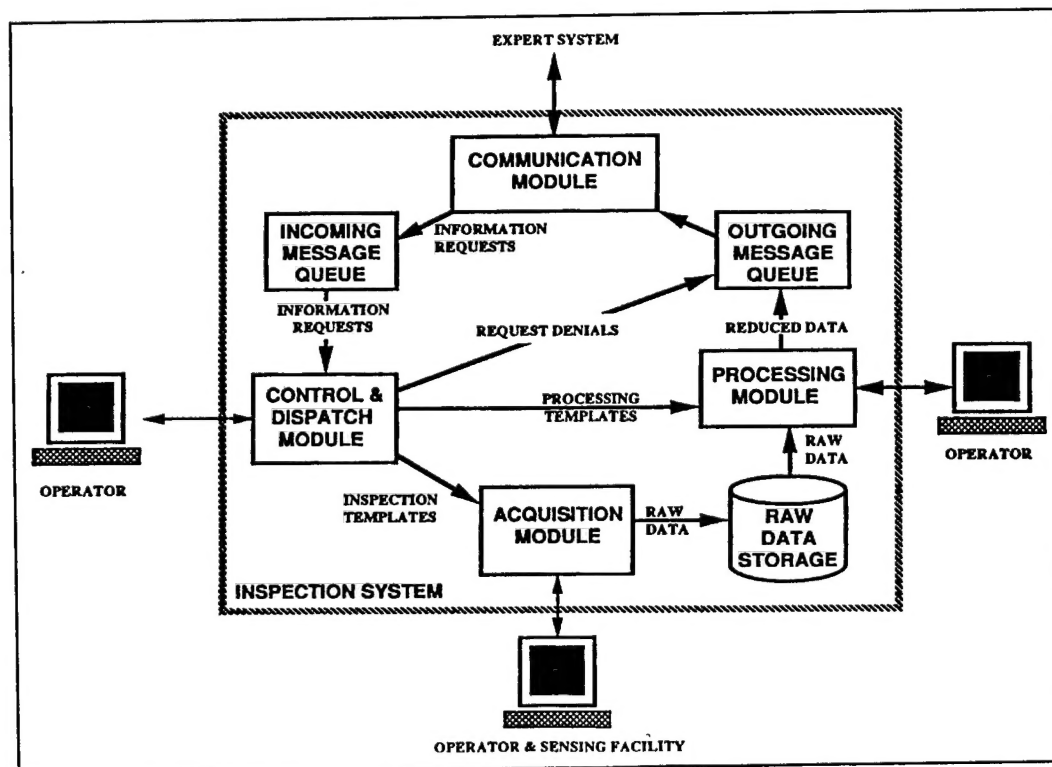 EXPERT SYSTEM
COMMUNICATION
MODULE
INCOMING
MESSAGE
QUEUE
INFORMATION
REQUESTS
OUTGOING
MESSAGE
QUEUE
INFORMATION
REQUESTS
REQUEST DENIALS
REDUCED DATA
CONTROL &
DISPATCH
MODULE
PROCESSING
TEMPLATES
PROCESSING
MODULE
OPERATOR
OPERATOR
RAW
DATA
INSPECTION
TEMPLATES
ACQUISITION
MODULE
RAW
DATA
RAW
DATA
STORAGE
INSPECTION SYSTEM
OPERATOR & SENSING FACILITY